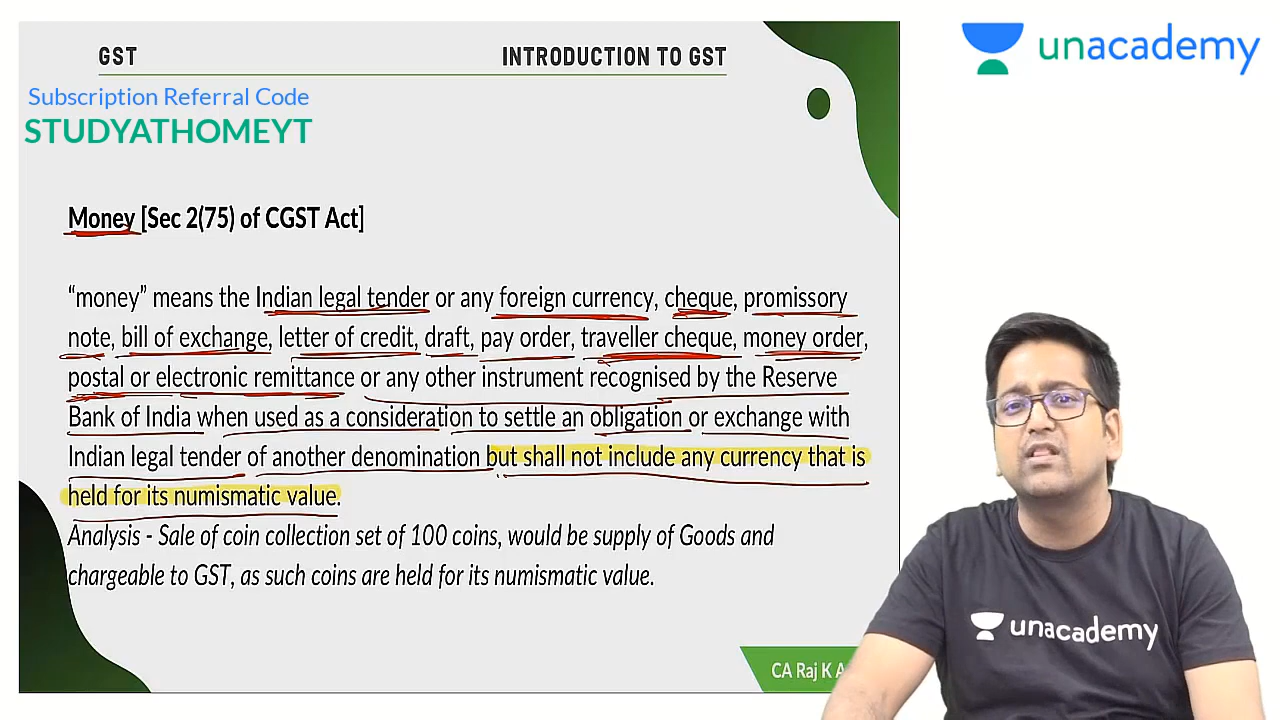 GST
INTRODUCTION TO GST
unacademy
Subscription Referral Code
STUDYATHOMEYT
Money [Sec 2(75) of CGST Act]
“money” means the Indian legal tender or any foreign currency, cheque, promissory
note, bill of exchange, letter of credit, draft, pay order, traveller cheque, money order,
postal or electronic remittance or any other instrument recognised by the Reserve
Bank of India when used as a consideration to settle an obligation or exchange with
Indian legal tender of another denomination but shall not include any currency that is
held for its numismatic value.
Analysis - Sale of coin collection set of 100 coins, would be supply of Goods and
chargeable to GST, as such coins are held for its numismatic value.
unacademy
CA Raj K